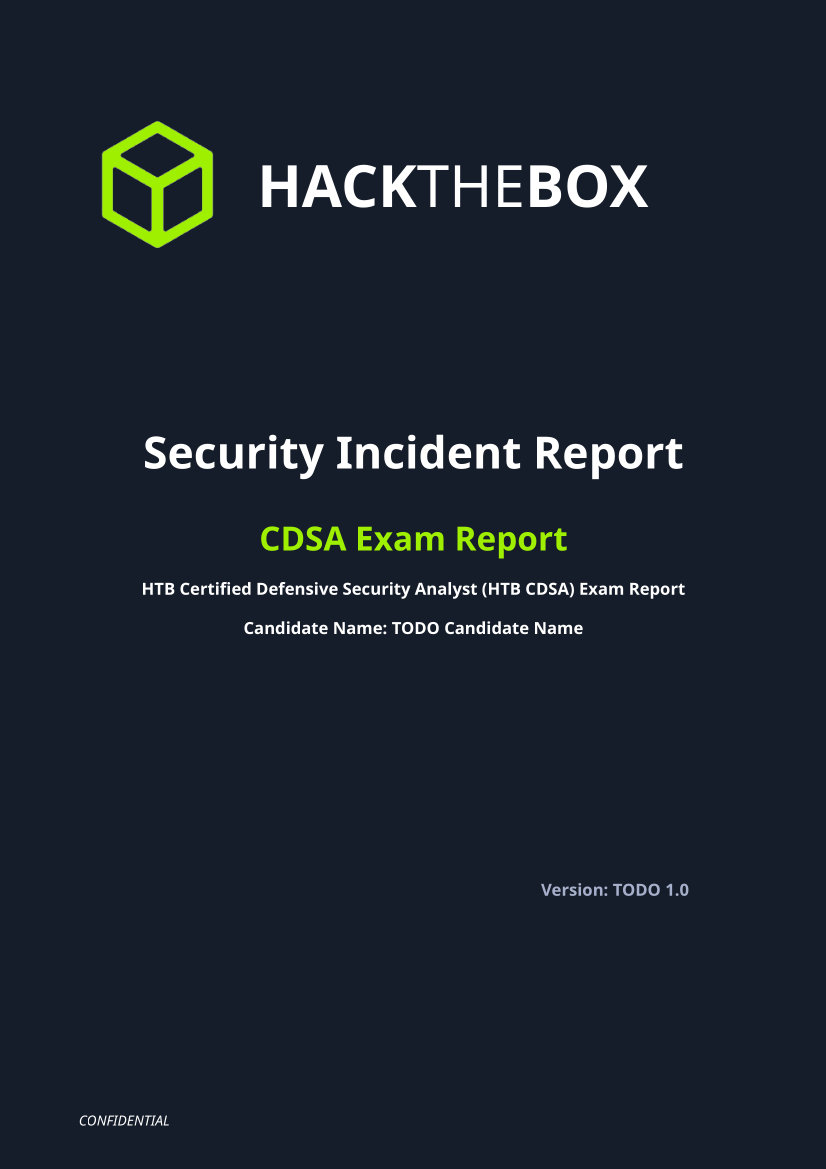 HACKTHEBOX
Security Incident Report
CDSA Exam Report
HTB Certified Defensive Security Analyst (HTB CDSA) Exam Report
Candidate Name: TODO Candidate Name
Version: TODO 1.0
CONFIDENTIAL